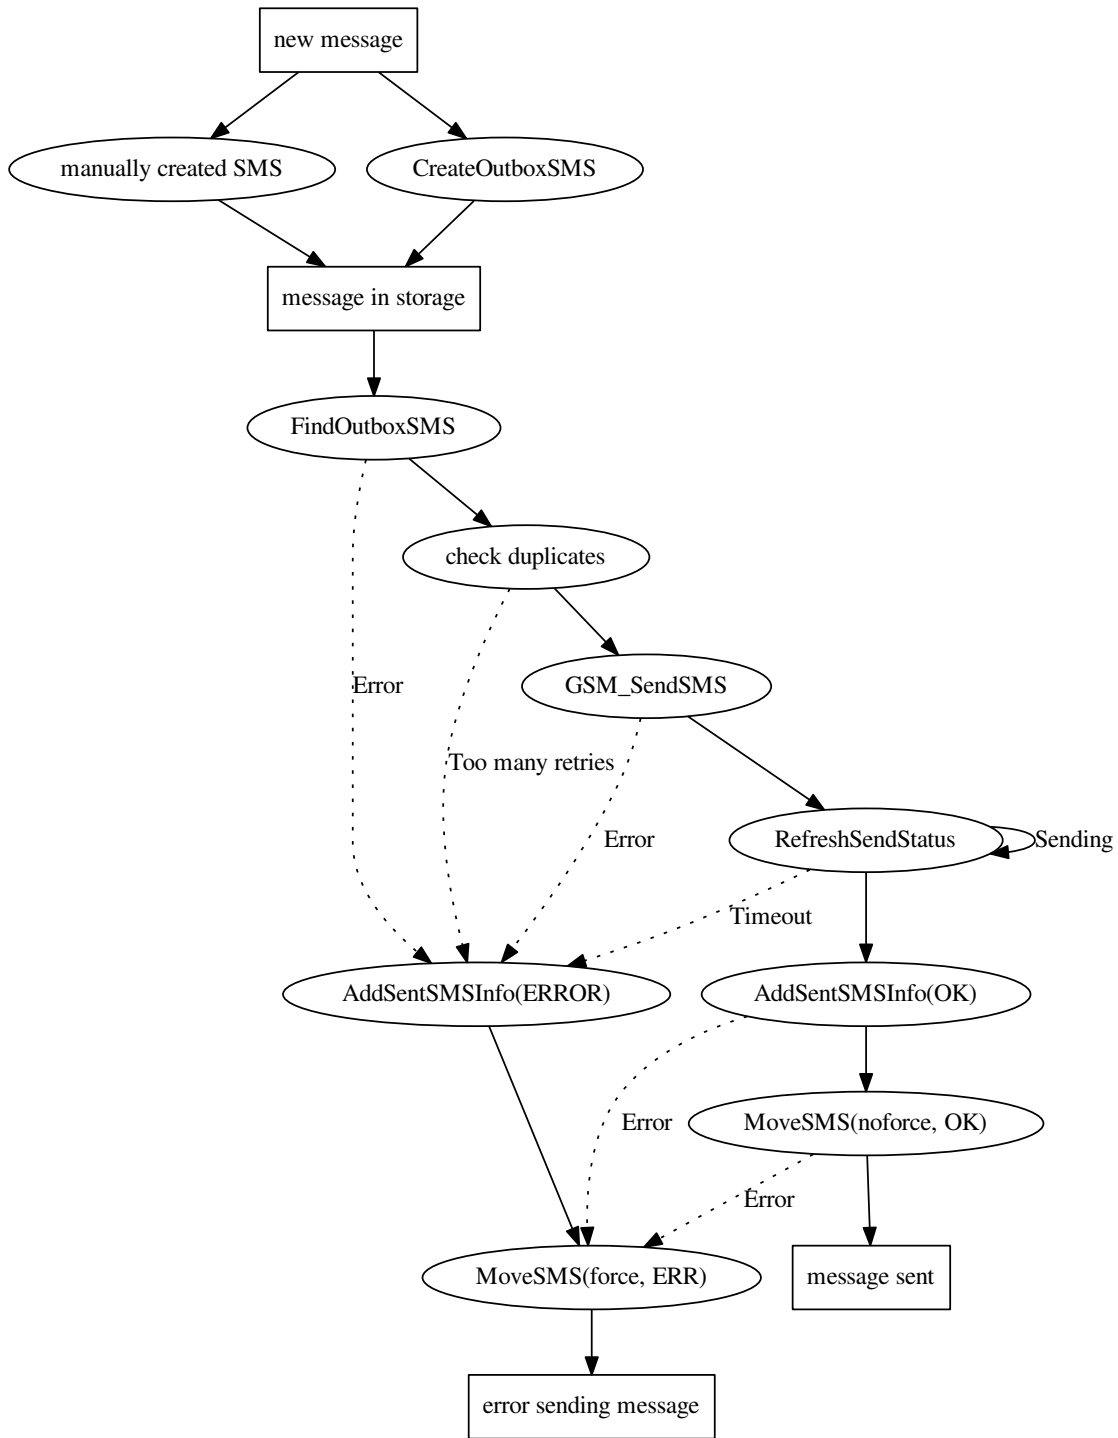 new message
manually created SMS
CreateOutboxSMS
message in storage
FindOutboxSMS
check duplicates
GSM_SendSMS
Error
Too many retries
Error
RefreshSendStatus
Sending
Timeout
AddSentSMSInfo(ERROR)
AddSentSMSInfo(OK)
Error
MoveSMS(noforce, OK)
Error
MoveSMS(force, ERR)
message sent
error sending message